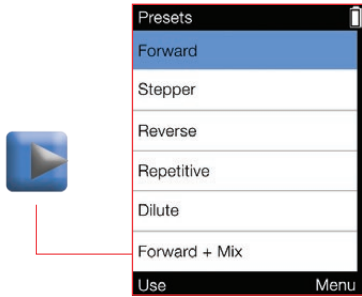 Presets
Forward
Stepper
Reverse
Repetitive
Dilute
Forward + Mix
Use Menu